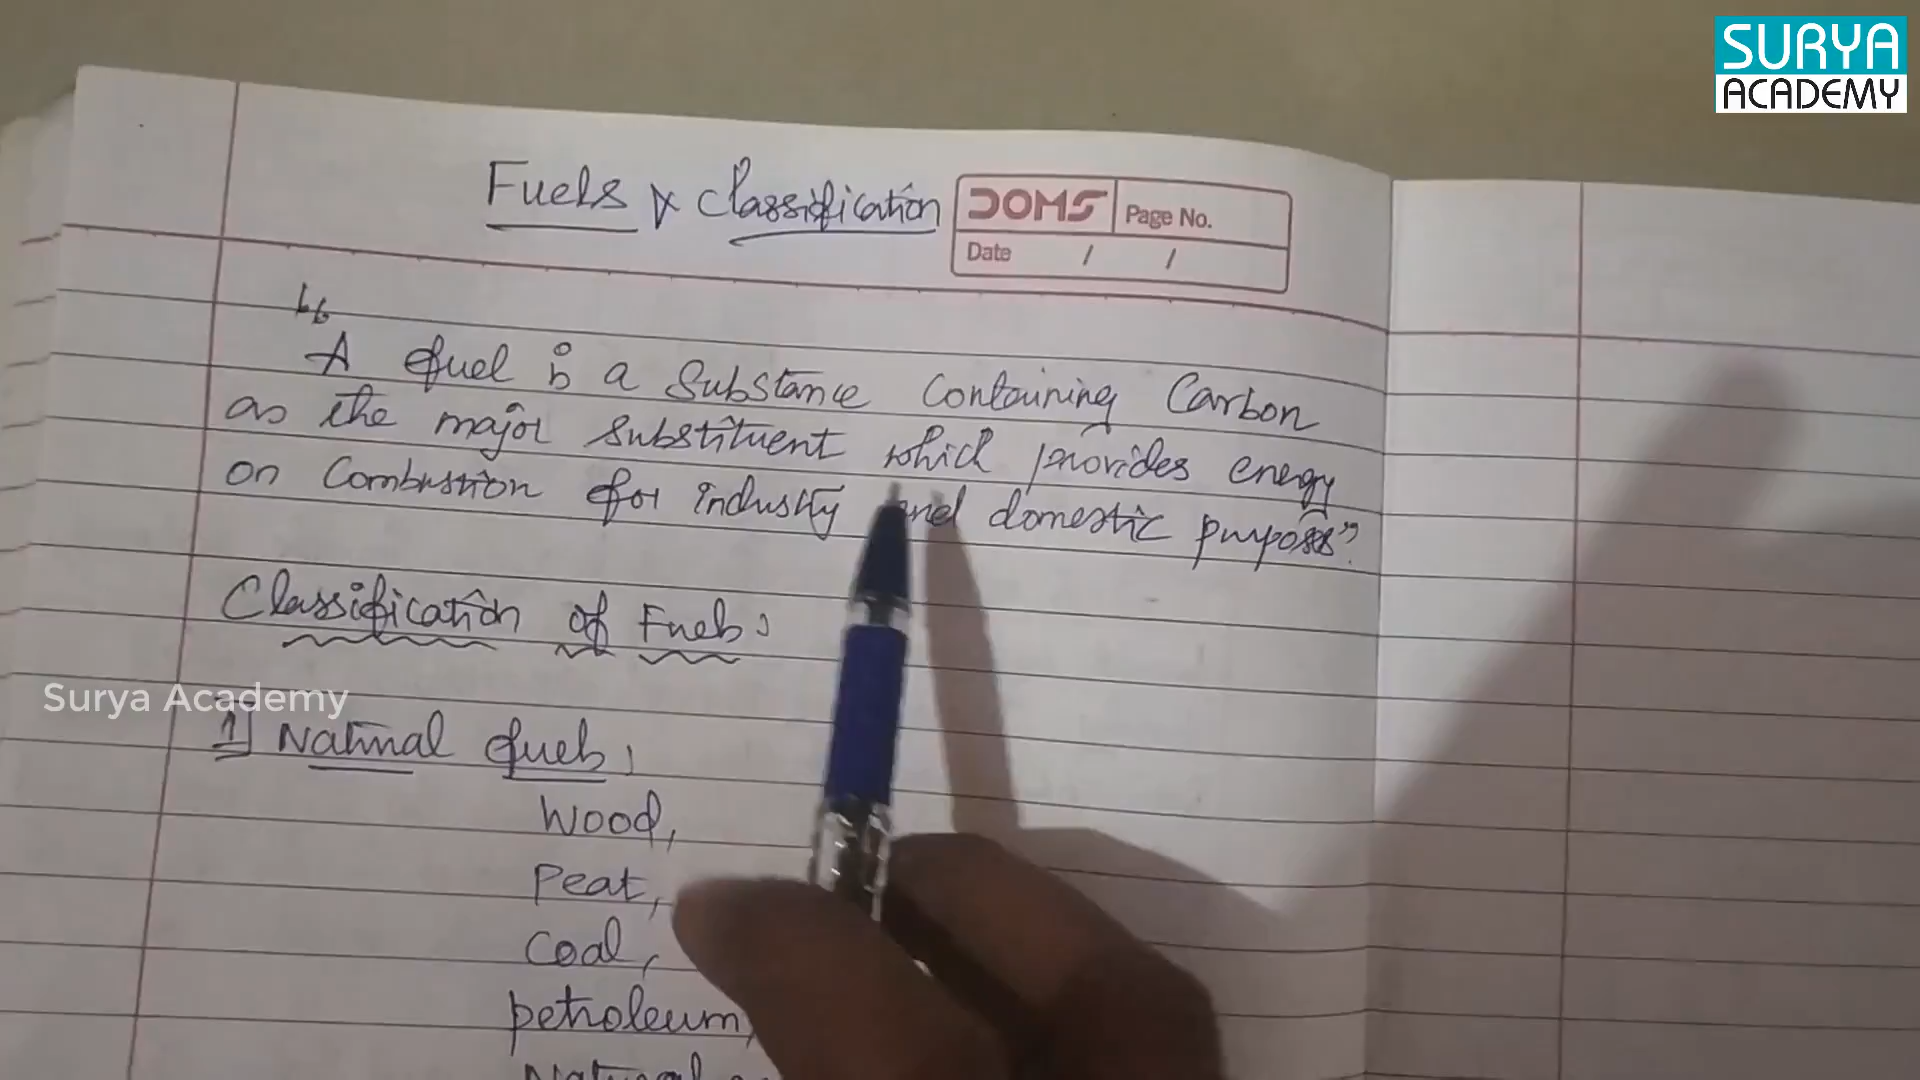 SURYA
ACADEMY
Fuels & classification
DOMS
Page No.
Date / /
“
A fuel is a substance containing carbon
as the major substituent which provides energy
on combustion for industry and domestic purposes”.
Classification of Fuels:
Surya Academy
1] Natural fuels:
Wood,
Peat,
Coal,
petroleum,
Natural